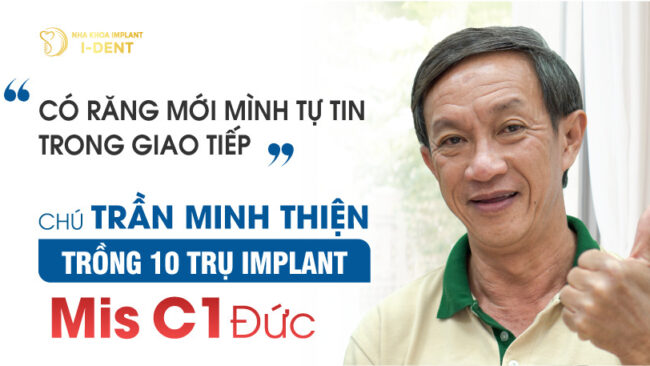 NHA KHOA IMPLANT
I-DENT
“CÓ RĂNG MỚI MÌNH TỰ TIN
TRONG GIAO TIẾP”
CHÚ TRẦN MINH THIỆN
TRỒNG 10 TRỤ IMPLANT
Mis C1 Đức